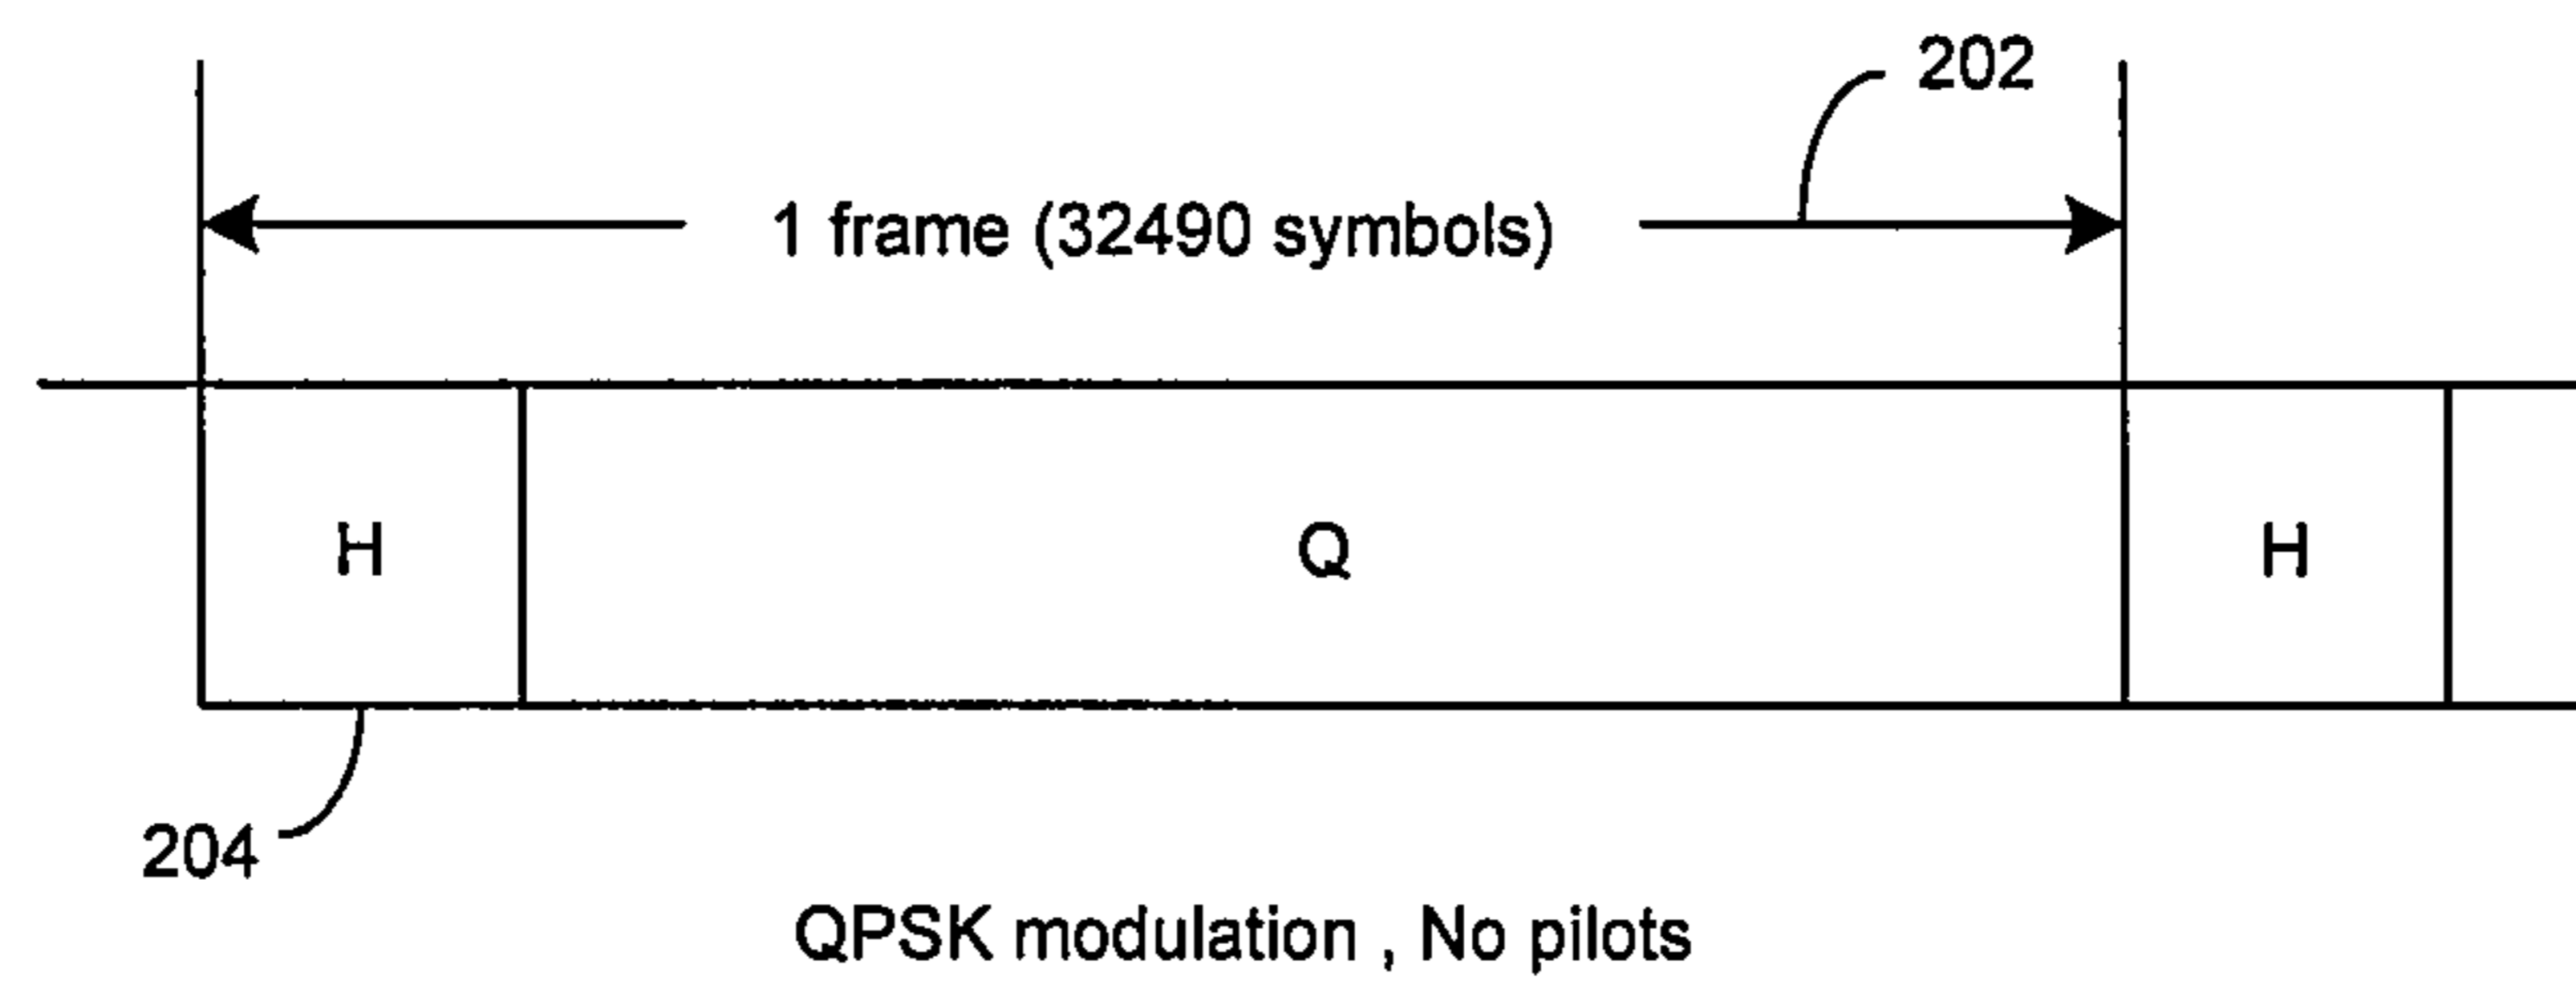 202
1 frame (32490 symbols)
H Q H
204
QPSK modulation , No pilots